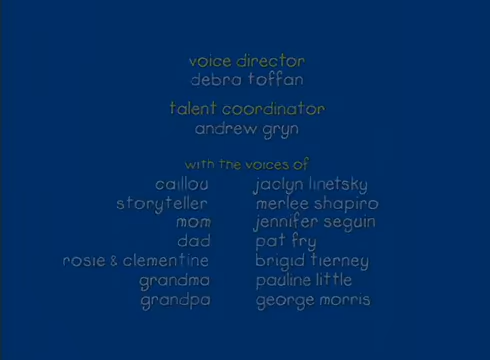 voice director
debra toffan
talent coordinator
andrew gryn
with the voices of
caillou jaclyn linetsky
storyteller merlee shapiro
mom jennifer seguin
dad pat fry
rosie & clementine brigid tierney
grandma pauline little
grandpa george morris